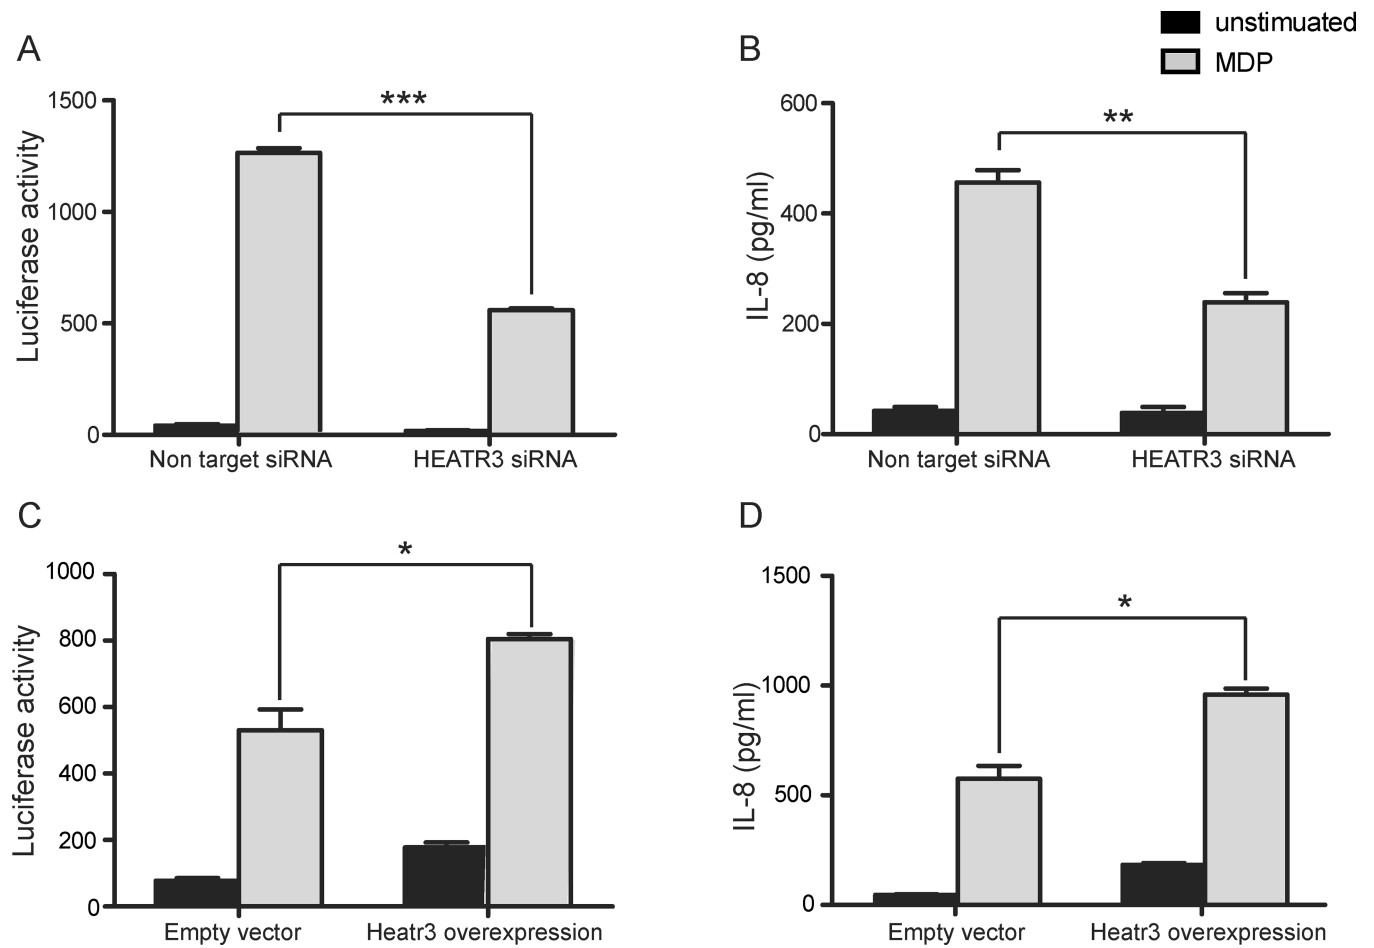 unstimuated
MDP
A
***
1500
1000
500
0
Luciferase activity
Non target siRNA
HEATR3 siRNA
B
**
600
400
200
0
IL-8 (pg/ml)
Non target siRNA
HEATR3 siRNA
C
*
1000
800
600
400
200
0
Luciferase activity
Empty vector
Heatr3 overexpression
D
*
1500
1000
500
0
IL-8 (pg/ml)
Empty vector
Heatr3 overexpression